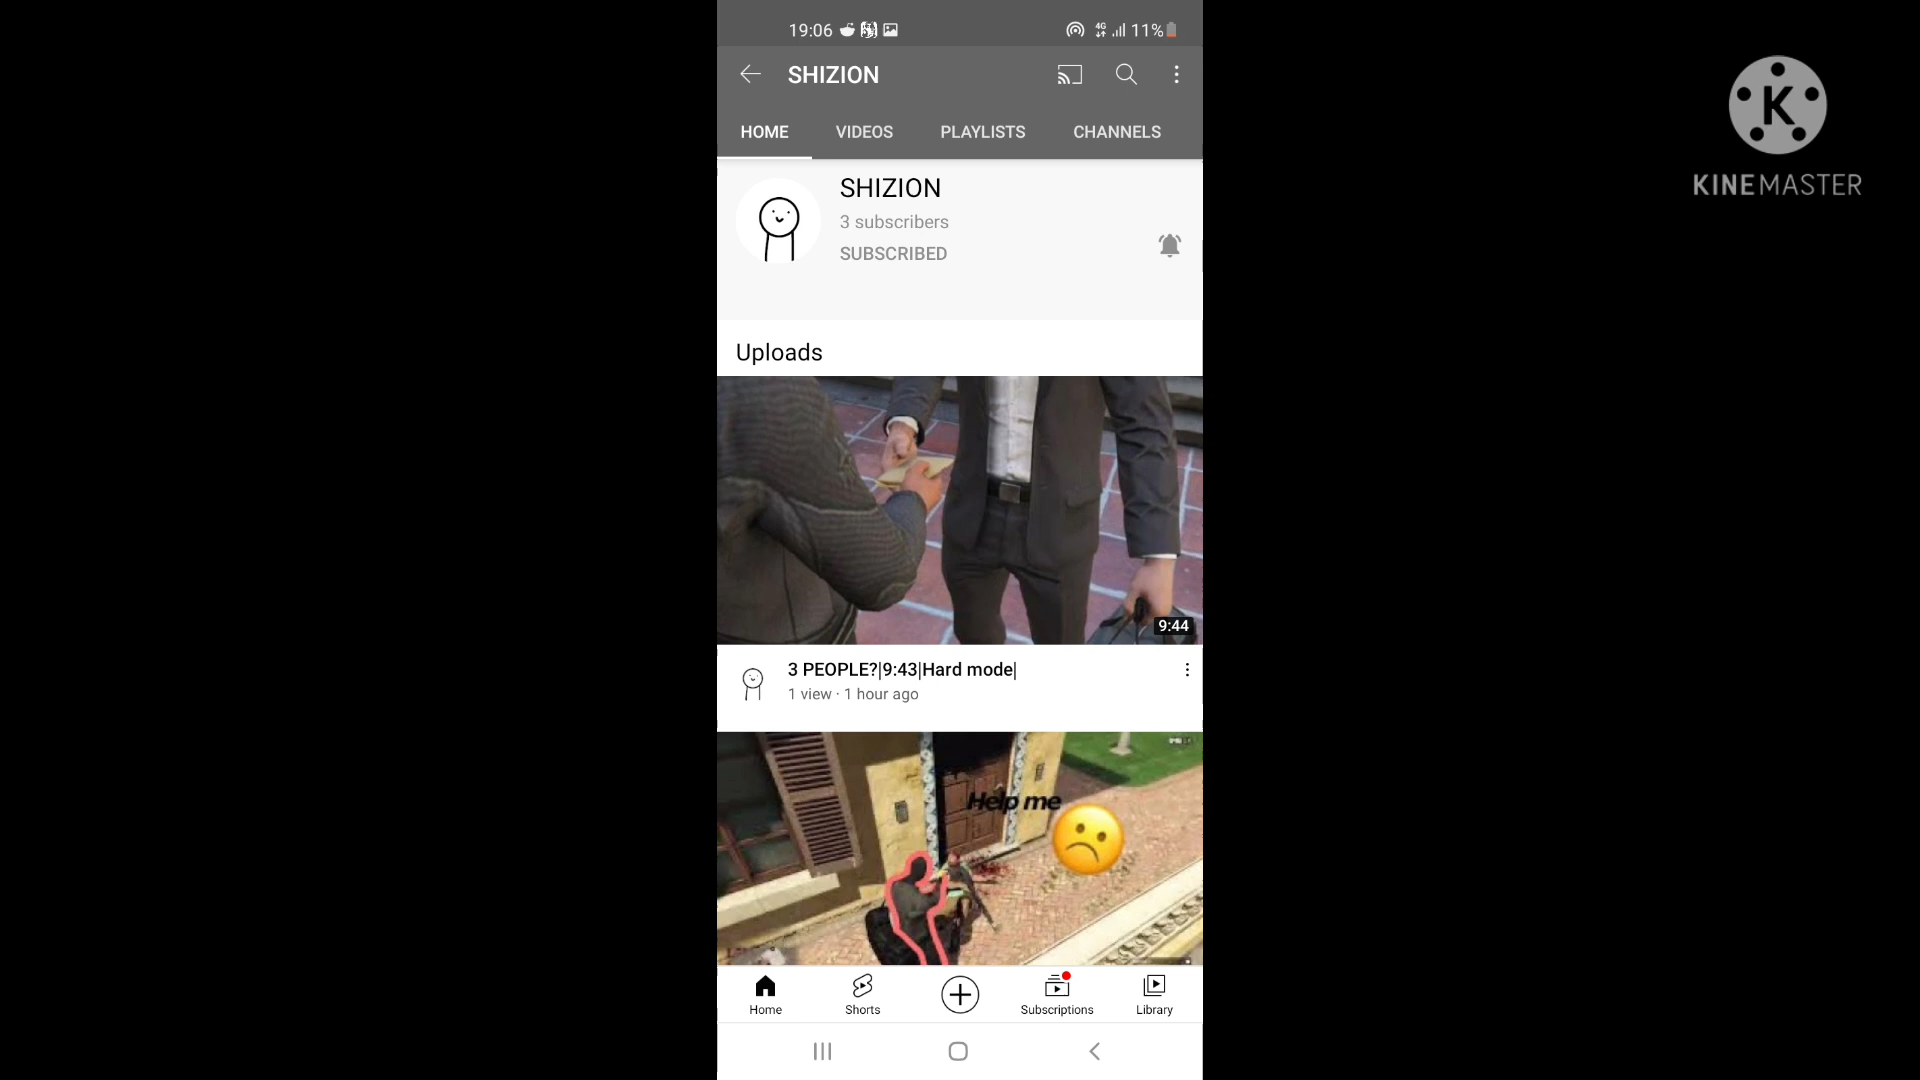 19:06
4G 11%
SHIZION
HOME VIDEOS PLAYLISTS CHANNELS
SHIZION
3 subscribers
SUBSCRIBED
Uploads
9:44
3 PEOPLE?|9:43|Hard mode|
1 view · 1 hour ago
Help me
Home Shorts Subscriptions Library
K
KINEMASTER